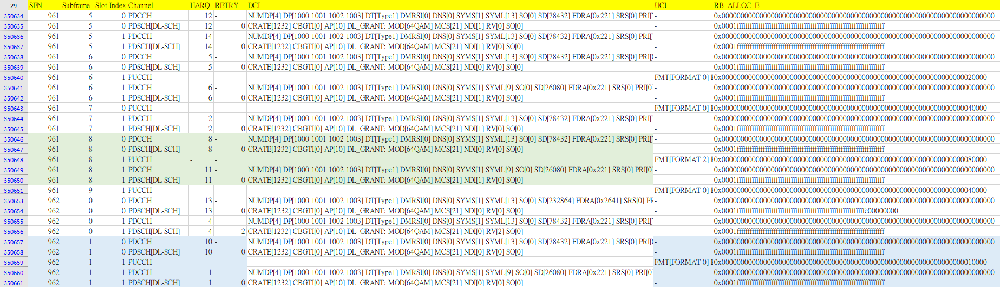 29 SFN Subframe Slot Index Channel HARQ RETRY DCI UCI RB_ALLOC_E
350634 961 5 0 PDCCH 12 - NUMDP[4] DP[1000 1001 1002 1003] DT[Type1] DMRSI[0] DNS[0] SYMS[1] SYML[13] SO[0] SD[78432] FDRA[0x221] SRS[0] PRI[ - 0x000000000000000000000000000000000000000000000000000000000000000000000000
350635 961 5 0 PDSCH[DL-SCH] 12 0 CRATE[1232] CBGTI[0] AP[10] DL_GRANT: MOD[64QAM] MCS[21] NDI[1] RV[0] SO[0] - 0x0001ffffffffffffffffffffffffffffffffffffffffffffffffffffffffffffffffffff
350636 961 5 1 PDCCH 14 - NUMDP[4] DP[1000 1001 1002 1003] DT[Type1] DMRSI[0] DNS[0] SYMS[1] SYML[13] SO[0] SD[78432] FDRA[0x221] SRS[0] PRI[ - 0x000000000000000000000000000000000000000000000000000000000000000000000000
350637 961 5 1 PDSCH[DL-SCH] 14 0 CRATE[1232] CBGTI[0] AP[10] DL_GRANT: MOD[64QAM] MCS[21] NDI[1] RV[0] SO[0] - 0x0001ffffffffffffffffffffffffffffffffffffffffffffffffffffffffffffffffffff
350638 961 6 0 PDCCH 5 - NUMDP[4] DP[1000 1001 1002 1003] DT[Type1] DMRSI[0] DNS[0] SYMS[1] SYML[13] SO[0] SD[78432] FDRA[0x221] SRS[0] PRI[ - 0x000000000000000000000000000000000000000000000000000000000000000000000000
350639 961 6 0 PDSCH[DL-SCH] 5 0 CRATE[1232] CBGTI[0] AP[10] DL_GRANT: MOD[64QAM] MCS[21] NDI[0] RV[0] SO[0] - 0x0001ffffffffffffffffffffffffffffffffffffffffffffffffffffffffffffffffffff
350640 961 6 1 PUCCH - - FMT[FORMAT 0] 0x0000000000000000000000000000000000000000000000000000000000000000020000
350641 961 6 1 PDCCH 6 - NUMDP[4] DP[1000 1001 1002 1003] DT[Type1] DMRSI[0] DNS[0] SYMS[1] SYML[9] SO[0] SD[26080] FDRA[0x221] SRS[0] PRI[0 - 0x000000000000000000000000000000000000000000000000000000000000000000000000
350642 961 6 1 PDSCH[DL-SCH] 6 0 CRATE[1232] CBGTI[0] AP[10] DL_GRANT: MOD[64QAM] MCS[21] NDI[1] RV[0] SO[0] - 0x0001ffffffffffffffffffffffffffffffffffffffffffffffffffffffffffffffffffff
350643 961 7 0 PUCCH - - FMT[FORMAT 0] 0x0000000000000000000000000000000000000000000000000000000000000000040000
350644 961 7 1 PDCCH 2 - NUMDP[4] DP[1000 1001 1002 1003] DT[Type1] DMRSI[0] DNS[0] SYMS[1] SYML[13] SO[0] SD[78432] FDRA[0x221] SRS[0] PRI[ - 0x000000000000000000000000000000000000000000000000000000000000000000000000
350645 961 7 1 PDSCH[DL-SCH] 2 0 CRATE[1232] CBGTI[0] AP[10] DL_GRANT: MOD[64QAM] MCS[21] NDI[1] RV[0] SO[0] - 0x0001ffffffffffffffffffffffffffffffffffffffffffffffffffffffffffffffffffff
350646 961 8 0 PDCCH 8 - NUMDP[4] DP[1000 1001 1002 1003] DT[Type1] DMRSI[0] DNS[0] SYMS[1] SYML[13] SO[0] SD[78432] FDRA[0x221] SRS[0] PRI[ - 0x000000000000000000000000000000000000000000000000000000000000000000000000
350647 961 8 0 PDSCH[DL-SCH] 8 0 CRATE[1232] CBGTI[0] AP[10] DL_GRANT: MOD[64QAM] MCS[21] NDI[0] RV[0] SO[0] - 0x0001ffffffffffffffffffffffffffffffffffffffffffffffffffffffffffffffffffff
350648 961 8 1 PUCCH - - FMT[FORMAT 2] 0x0000000000000000000000000000000000000000000000000000000000000000080000
350649 961 8 1 PDCCH 11 - NUMDP[4] DP[1000 1001 1002 1003] DT[Type1] DMRSI[0] DNS[0] SYMS[1] SYML[9] SO[0] SD[26080] FDRA[0x221] SRS[0] PRI[0 - 0x000000000000000000000000000000000000000000000000000000000000000000000000
350650 961 8 1 PDSCH[DL-SCH] 11 0 CRATE[1232] CBGTI[0] AP[10] DL_GRANT: MOD[64QAM] MCS[21] NDI[0] RV[0] SO[0] - 0x0001ffffffffffffffffffffffffffffffffffffffffffffffffffffffffffffffffffff
350651 961 9 1 PUCCH - - FMT[FORMAT 0] 0x0000000000000000000000000000000000000000000000000000000000000000040000
350653 962 0 0 PDCCH 13 - NUMDP[4] DP[1000 1001 1002 1003] DT[Type1] DMRSI[0] DNS[0] SYMS[1] SYML[13] SO[0] SD[232864] FDRA[0x2641] SRS[0] P - 0x000000000000000000000000000000000000000000000000000000000000000000000000
350654 962 0 0 PDSCH[DL-SCH] 13 0 CRATE[1232] CBGTI[0] AP[10] DL_GRANT: MOD[64QAM] MCS[21] NDI[0] RV[0] SO[0] - 0x0001fffffffffffffffffffffffffffffffffffffffffffffffffffffffffffc00000000
350655 962 0 1 PDCCH 4 - NUMDP[4] DP[1000 1001 1002 1003] DT[Type1] DMRSI[0] DNS[0] SYMS[1] SYML[13] SO[0] SD[78432] FDRA[0x221] SRS[0] PRI[ - 0x000000000000000000000000000000000000000000000000000000000000000000000000
350656 962 0 1 PDSCH[DL-SCH] 4 2 CRATE[1232] CBGTI[0] AP[10] DL_GRANT: MOD[64QAM] MCS[21] NDI[0] RV[2] SO[0] - 0x0001ffffffffffffffffffffffffffffffffffffffffffffffffffffffffffffffffffff
350657 962 1 0 PDCCH 10 - NUMDP[4] DP[1000 1001 1002 1003] DT[Type1] DMRSI[0] DNS[0] SYMS[1] SYML[13] SO[0] SD[78432] FDRA[0x221] SRS[0] PRI[ - 0x000000000000000000000000000000000000000000000000000000000000000000000000
350658 962 1 0 PDSCH[DL-SCH] 10 0 CRATE[1232] CBGTI[0] AP[10] DL_GRANT: MOD[64QAM] MCS[21] NDI[0] RV[0] SO[0] - 0x0001ffffffffffffffffffffffffffffffffffffffffffffffffffffffffffffffffffff
350659 962 1 1 PUCCH - - FMT[FORMAT 0] 0x0000000000000000000000000000000000000000000000000000000000000000010000
350660 962 1 1 PDCCH 1 - NUMDP[4] DP[1000 1001 1002 1003] DT[Type1] DMRSI[0] DNS[0] SYMS[1] SYML[9] SO[0] SD[26080] FDRA[0x221] SRS[0] PRI[0 - 0x000000000000000000000000000000000000000000000000000000000000000000000000
350661 962 1 1 PDSCH[DL-SCH] 1 0 CRATE[1232] CBGTI[0] AP[10] DL_GRANT: MOD[64QAM] MCS[21] NDI[0] RV[0] SO[0] - 0x0001ffffffffffffffffffffffffffffffffffffffffffffffffffffffffffffffffffff